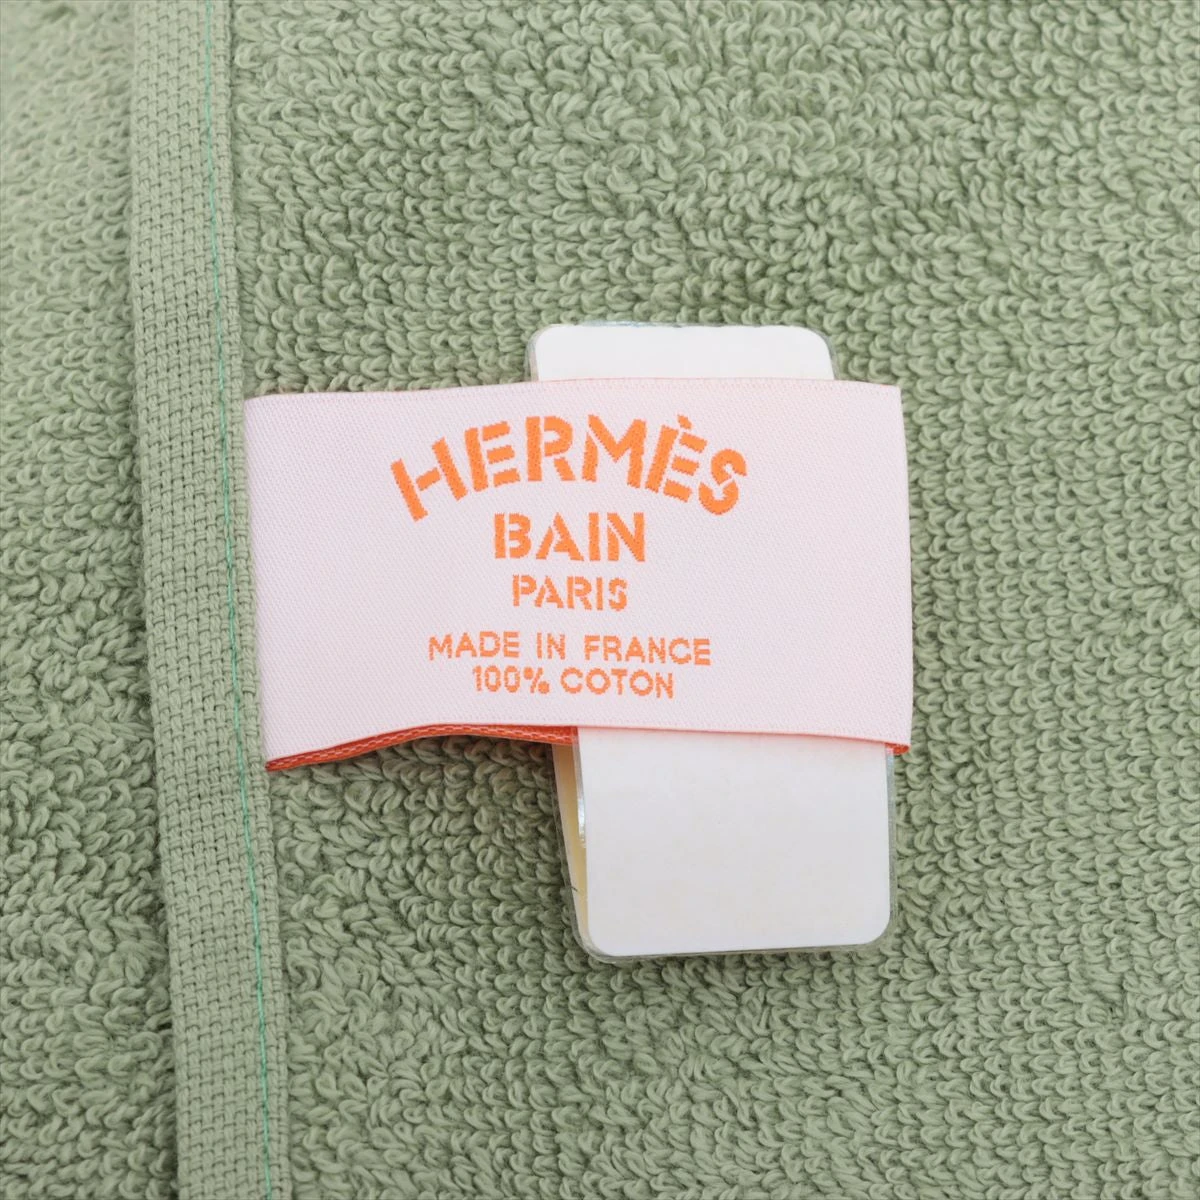 HERMÈS
BAIN
PARIS
MADE IN FRANCE
100% COTON